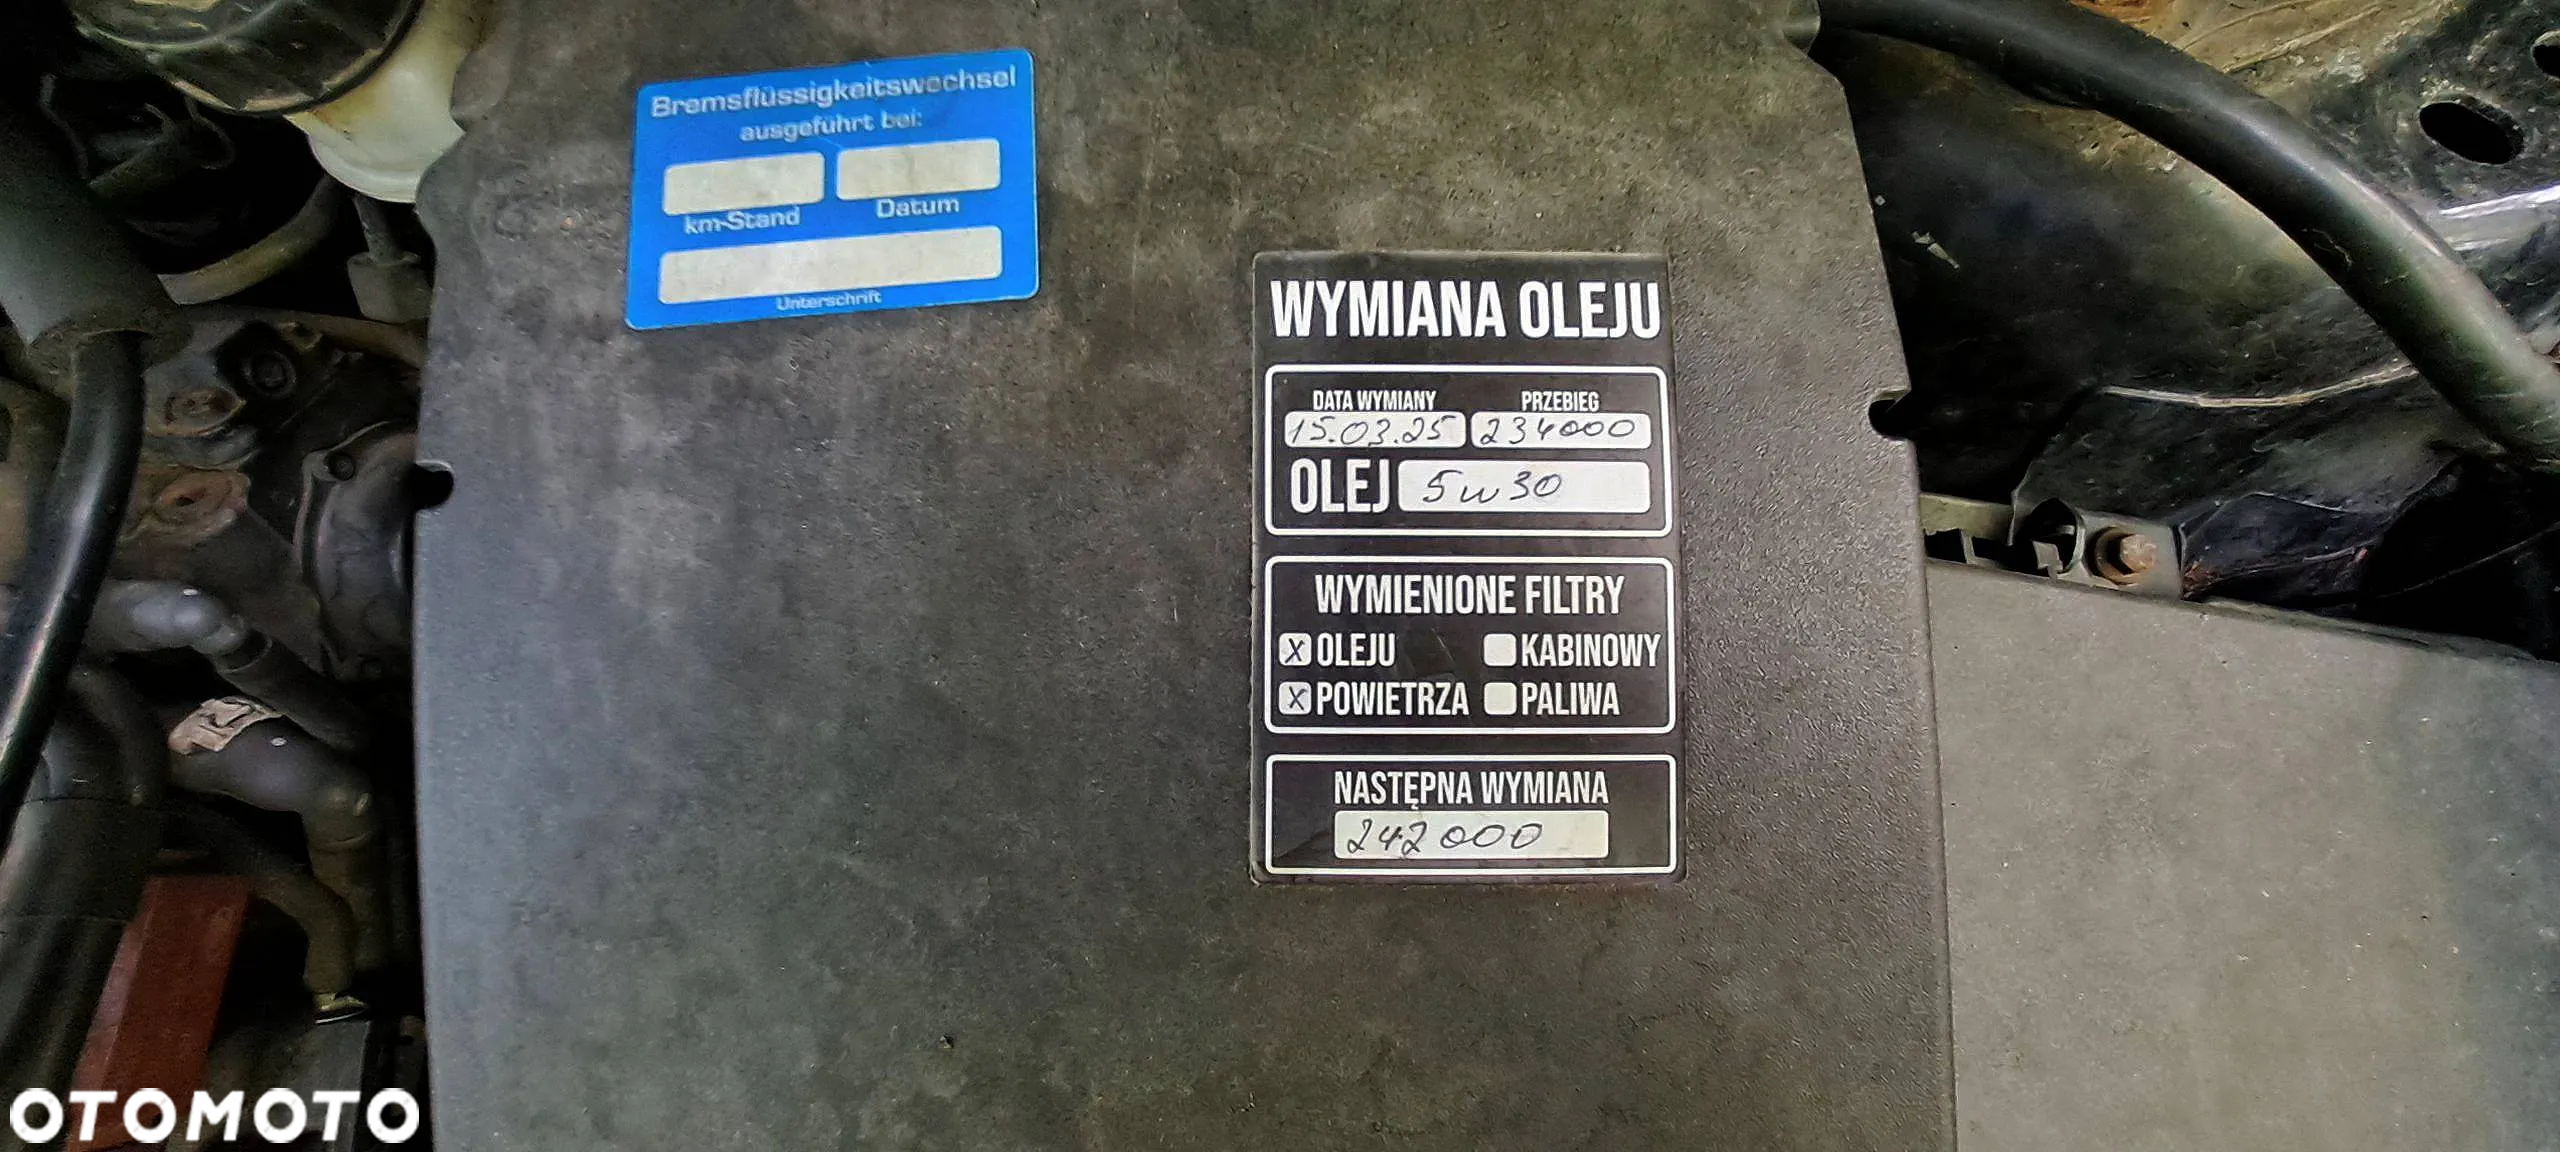 Bremsflüssigkeitswechsel
ausgeführt bei:
km-Stand Datum
Unterschrift
WYMIANA OLEJU
DATA WYMIANY PRZEBIEG
15.03.25 234000
OLEJ 5w30
WYMIENIONE FILTRY
x OLEJU KABINOWY
x POWIETRZA PALIWA
NASTĘPNA WYMIANA
242000
OTOMOTO